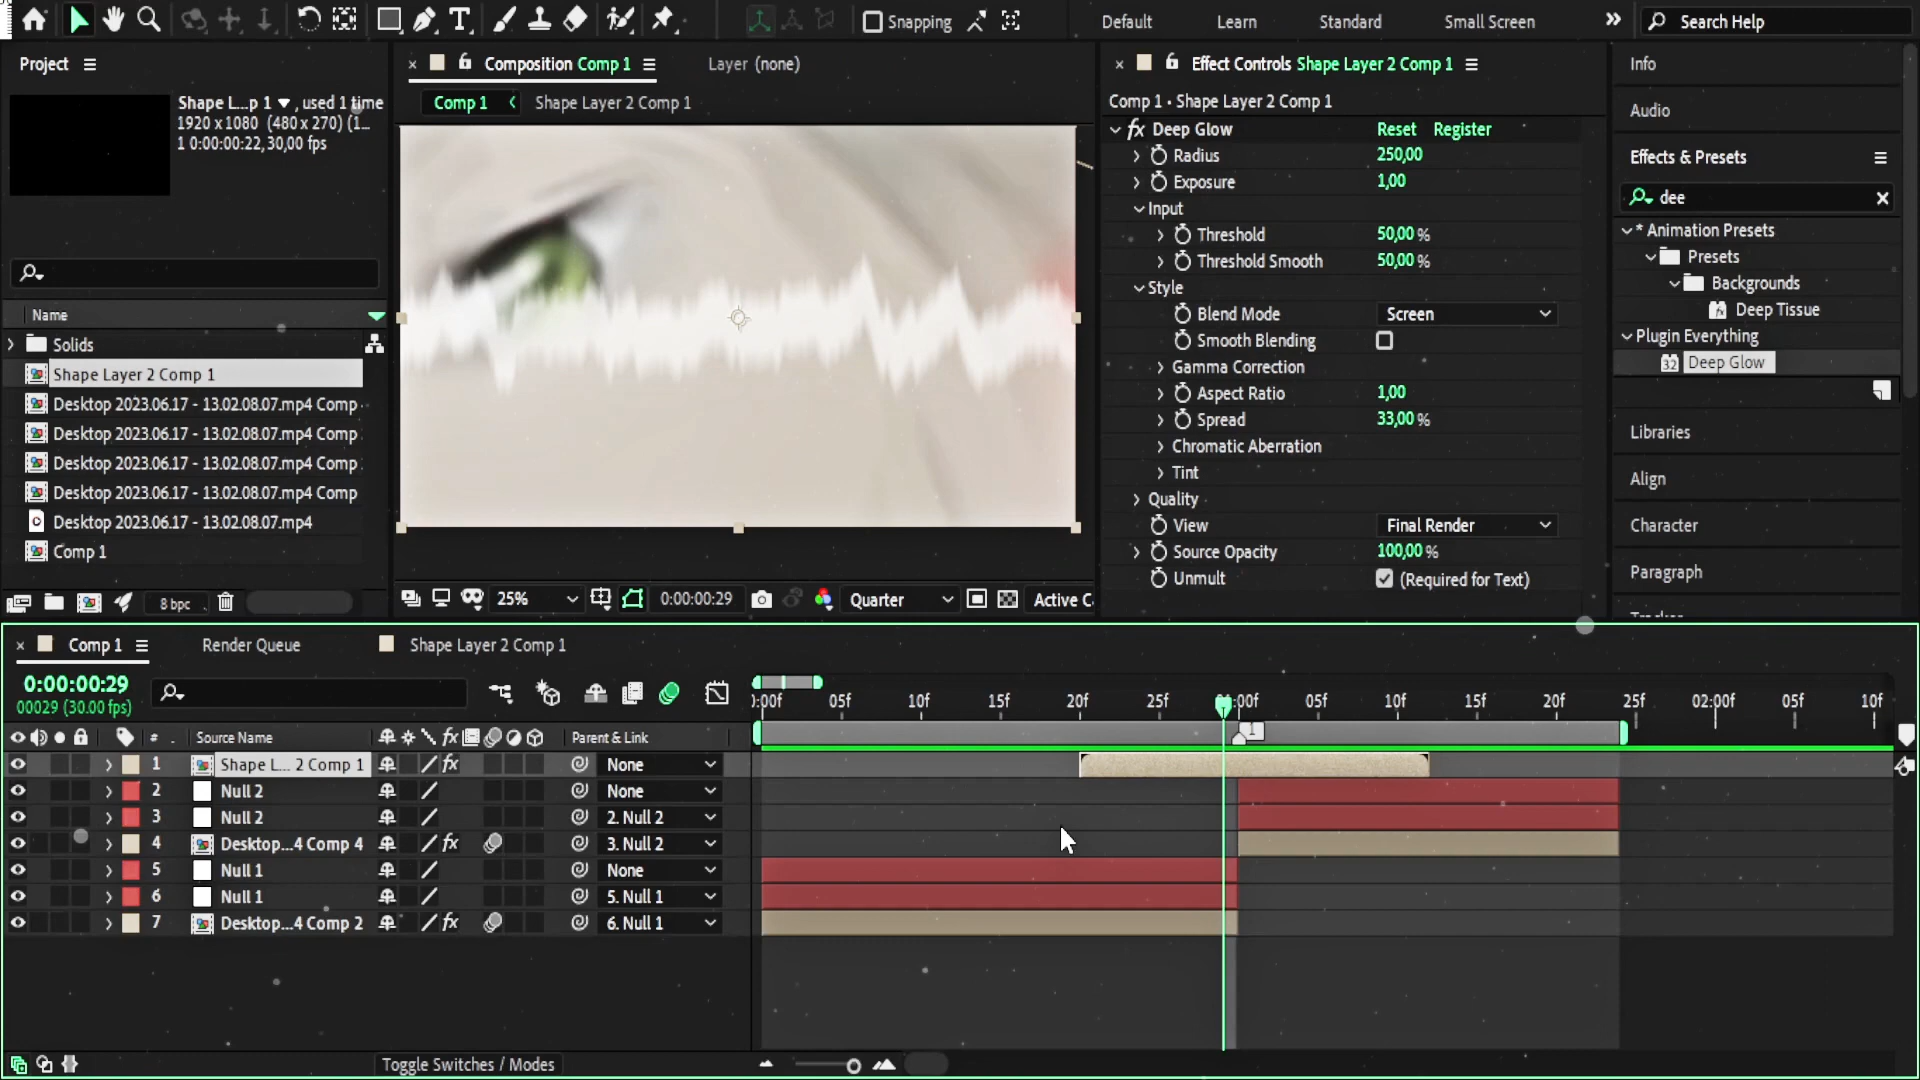 Snapping
Default
Learn
Standard
Small Screen
Search Help
Project
Shape L...p 1 , used 1 time
1920 x 1080 (480 x 270) (1...
1 0:00:00:22, 30,00 fps
Name
Solids
Shape Layer 2 Comp 1
Desktop 2023.06.17 - 13.02.08.07.mp4 Comp
Desktop 2023.06.17 - 13.02.08.07.mp4 Comp
Desktop 2023.06.17 - 13.02.08.07.mp4 Comp
Desktop 2023.06.17 - 13.02.08.07.mp4 Comp
Desktop 2023.06.17 - 13.02.08.07.mp4
Comp 1
8 bpc
Composition Comp 1
Layer (none)
Comp 1
Shape Layer 2 Comp 1
25%
0:00:00:29
Quarter
Active C
Effect Controls Shape Layer 2 Comp 1
Comp 1 • Shape Layer 2 Comp 1
fx Deep Glow Reset Register
Radius 250,00
Exposure 1,00
Input
Threshold 50,00 %
Threshold Smooth 50,00 %
Style
Blend Mode Screen
Smooth Blending
Gamma Correction
Aspect Ratio 1,00
Spread 33,00 %
Chromatic Aberration
Tint
Quality
View Final Render
Source Opacity 100,00 %
Unmult (Required for Text)
Info
Audio
Effects & Presets
dee
* Animation Presets
Presets
Backgrounds
Deep Tissue
Plugin Everything
32 Deep Glow
Libraries
Align
Character
Paragraph
Comp 1
Render Queue
Shape Layer 2 Comp 1
0:00:00:29
00029 (30.00 fps)
:00f 05f 10f 15f 20f 25f :00f 05f 10f 15f 20f 25f 02:00f 05f 10f
# Source Name fx Parent & Link
1
1 Shape L... 2 Comp 1 fx None
2 Null 2 None
3 Null 2 2. Null 2
4 Desktop...4 Comp 4 fx 3. Null 2
5 Null 1 None
6 Null 1 5. Null 1
7 Desktop...4 Comp 2 fx 6. Null 1
Toggle Switches / Modes